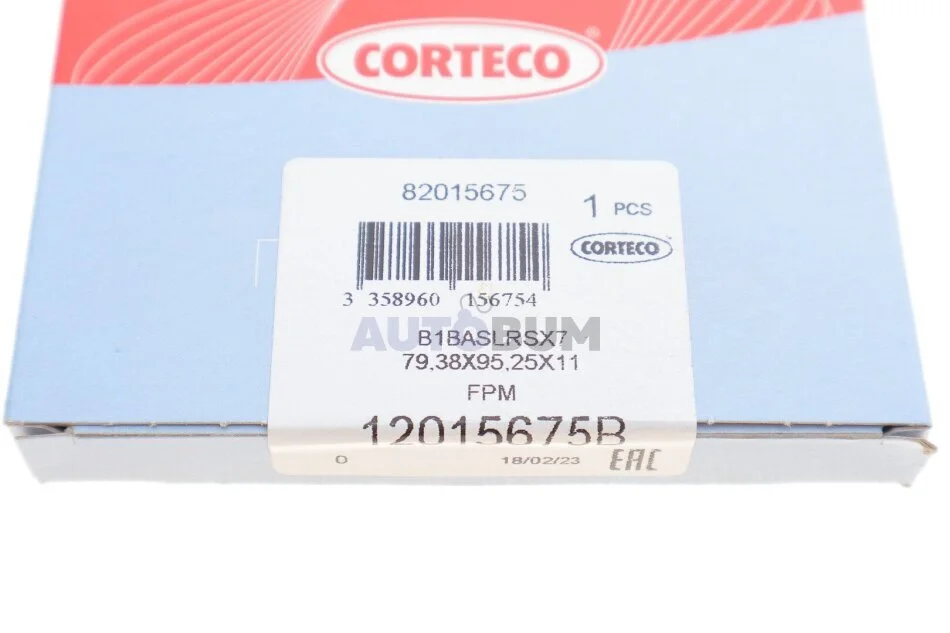 CORTECO®
82015675
1 PCS
CORTECO
3 358960 156754
AUTOBUM
B1BASLRSX7
79,38X95,25X11
FPM
12015675B
0 18/02/23 EAC